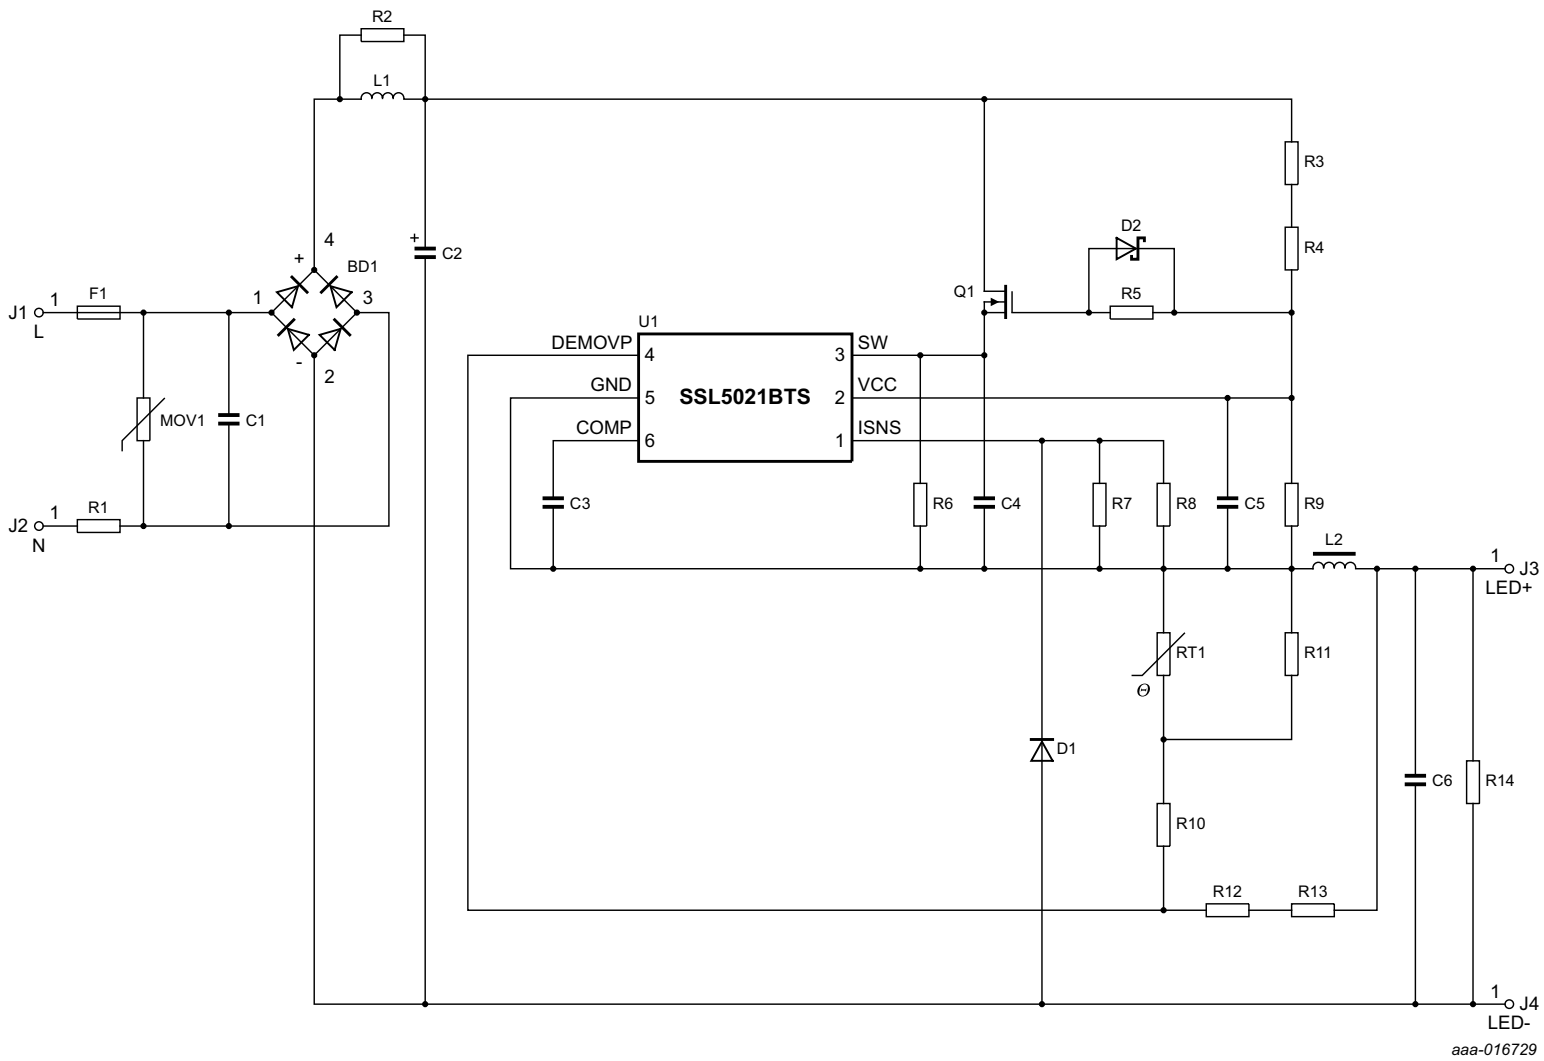 R2
L1
R3
D2
R4
4
+
+
C2
BD1
F1
J1
1
L
1
3
Q1
R5
U1
DEMOVP
4
3
SW
-
2
GND
5
SSL5021BTS
2
VCC
MOV1
C1
COMP
6
1
ISNS
R1
J2
1
N
C3
R6
C4
R7
R8
C5
R9
L2
1
J3
LED+
RT1
R11
Θ
D1
C6
R14
R10
R12
R13
1
J4
LED-
aaa-016729